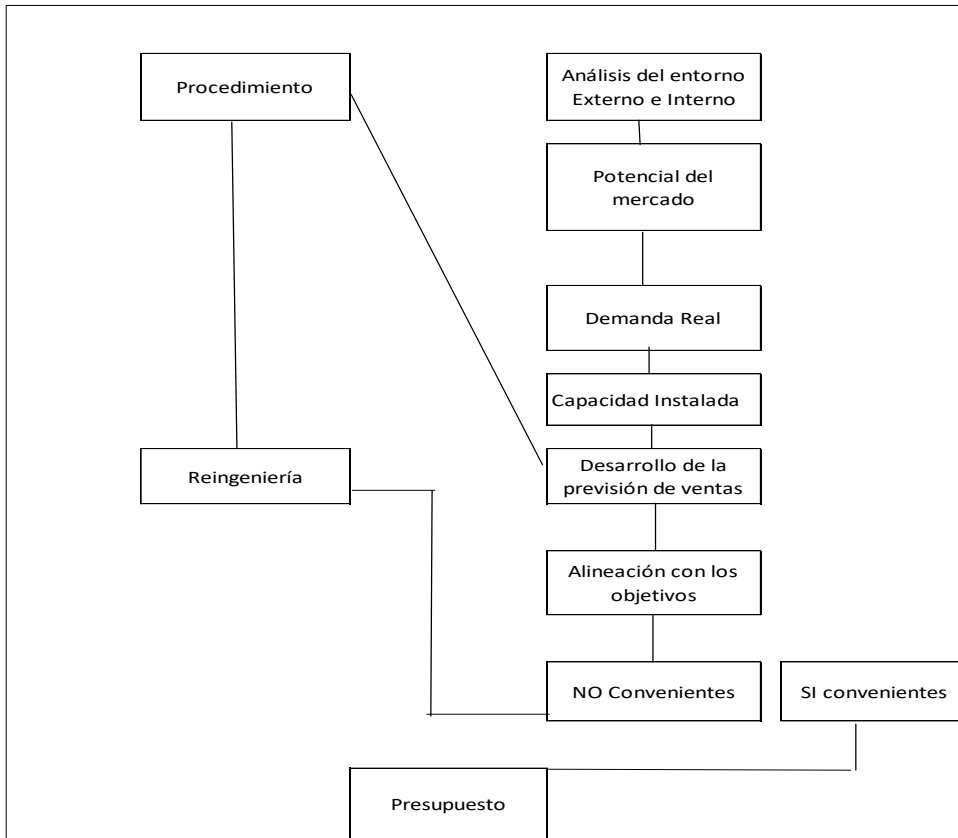 Procedimiento
Análisis del entorno
Externo e Interno
Potencial del
mercado
Demanda Real
Capacidad Instalada
Reingeniería
Desarrollo de la
previsión de ventas
Alineación con los
objetivos
NO Convenientes
SI convenientes
Presupuesto